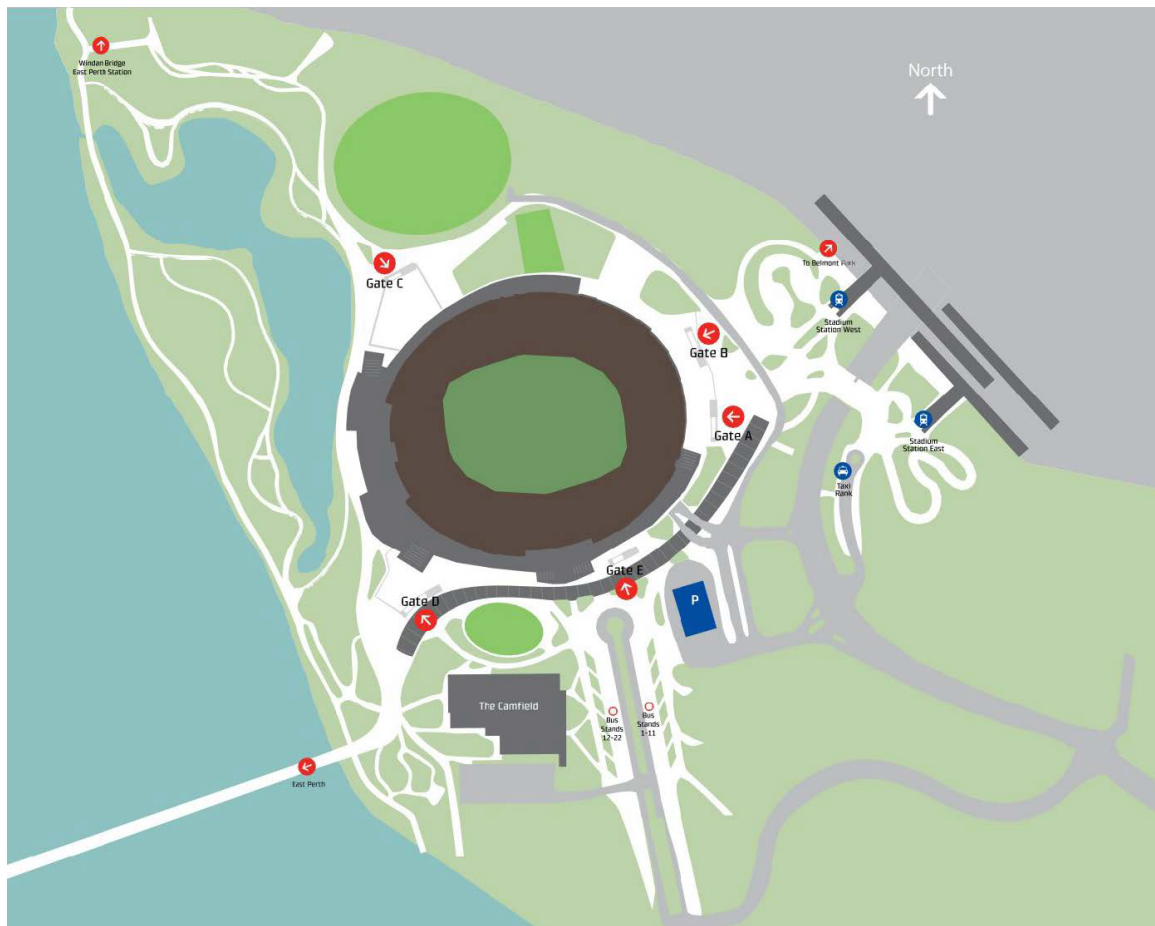 Windan Bridge
East Perth Station
North
Gate C
To Belmont Park
Stadium
Station West
Gate B
Gate A
Stadium
Station East
Taxi
Rank
Gate E
Gate D
P
The Camfield
Bus
Stands
12-22
Bus
Stands
1-11
East Perth